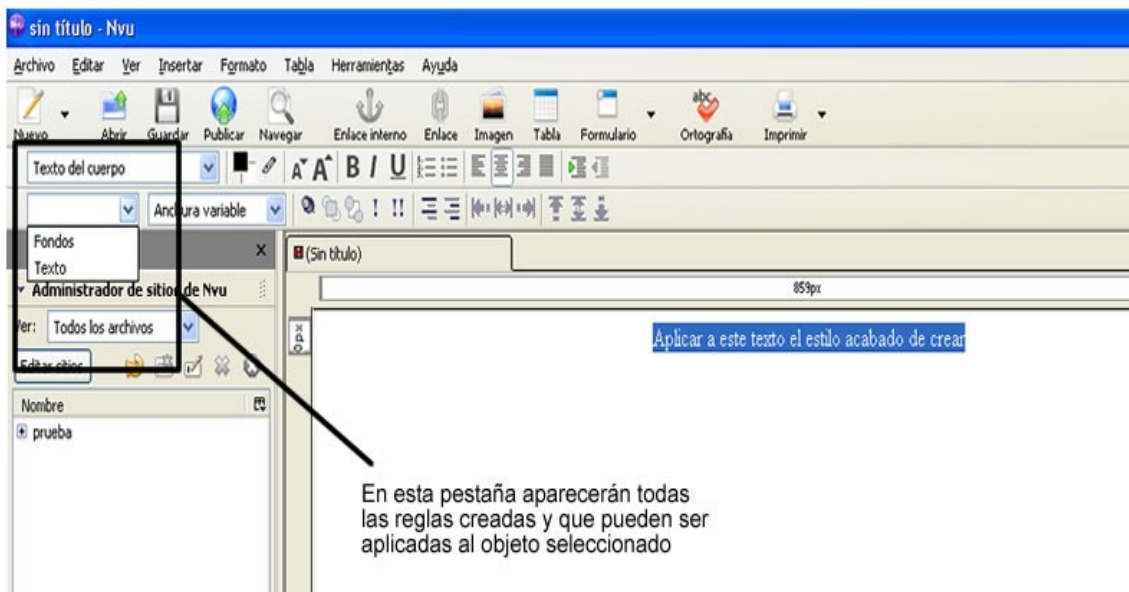 sin título - Nvu
Archivo Editar Ver Insertar Formato Tabla Herramientas Ayuda
abc
Nuevo Abrir Guardar Publicar Navegar Enlace interno Enlace Imagen Tabla Formulario Ortografía Imprimir
Texto del cuerpo A A B I U
Anchura variable ! !!
Fondos
Texto
X (Sin título)
Administrador de sitios de Nvu
859px
Ver: Todos los archivos
0px
Aplicar a este texto el estilo acabado de crear
Editar sitios
Nombre
prueba
En esta pestaña aparecerán todas
las reglas creadas y que pueden ser
aplicadas al objeto seleccionado